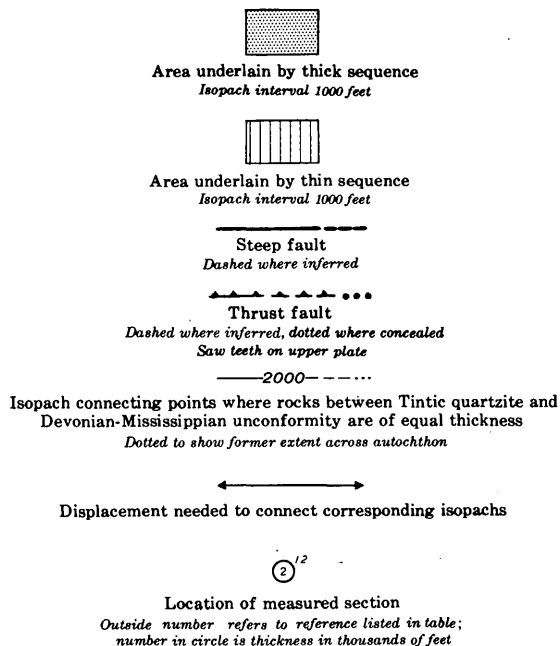 Area underlain by thick sequence
Isopach interval 1000 feet
Area underlain by thin sequence
Isopach interval 1000 feet
Steep fault
Dashed where inferred
Thrust fault
Dashed where inferred, dotted where concealed
Saw teeth on upper plate
2000
Isopach connecting points where rocks between Tintic quartzite and
Devonian-Mississippian unconformity are of equal thickness
Dotted to show former extent across autochthon
Displacement needed to connect corresponding isopachs
2 12
Location of measured section
Outside number refers to reference listed in table;
number in circle is thickness in thousands of feet